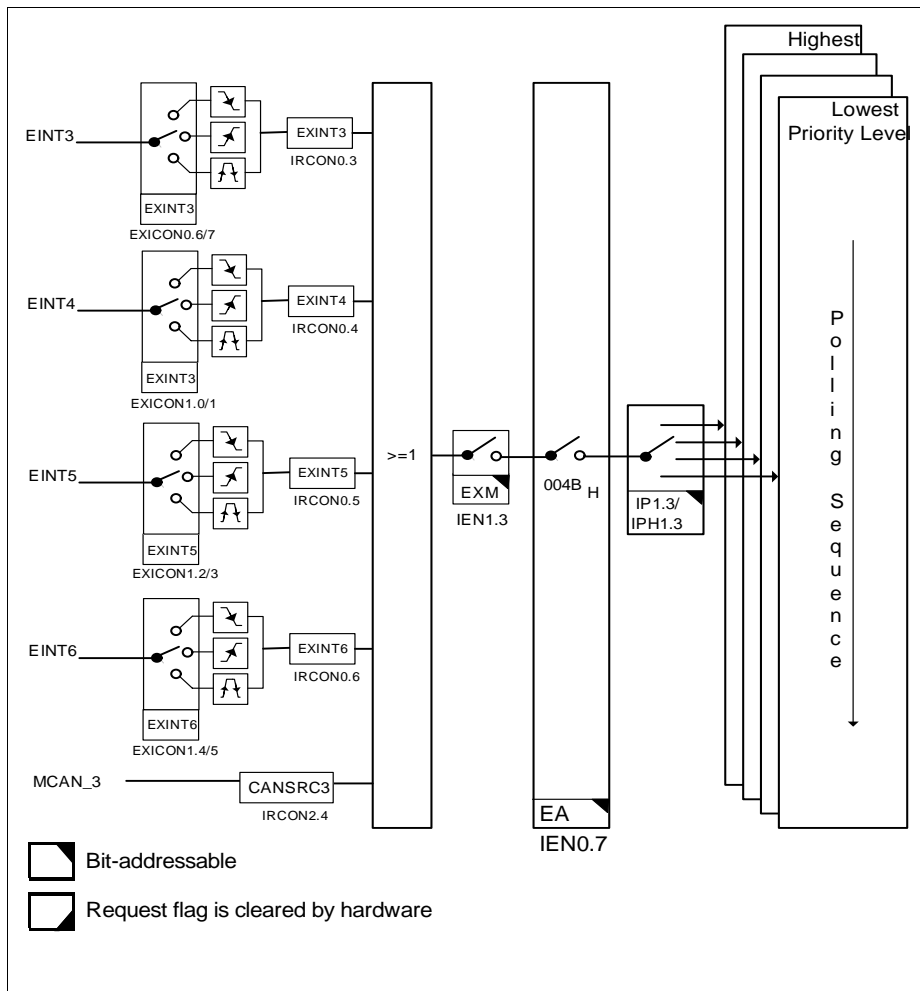 Highest
Lowest
Priority Level
EINT3
EXINT3
IRCON0.3
EXINT3
EXICON0.6/7
EINT4
EXINT4
IRCON0.4
EXINT3
EXICON1.0/1
EINT5
EXINT5
IRCON0.5
EXINT5
EXICON1.2/3
EINT6
EXINT6
IRCON0.6
EXINT6
EXICON1.4/5
MCAN_3
CANSRC3
IRCON2.4
>=1
EXM
IEN1.3
004B H
EA
IEN0.7
IP1.3/
IPH1.3
Polling Sequence
Bit-addressable
Request flag is cleared by hardware